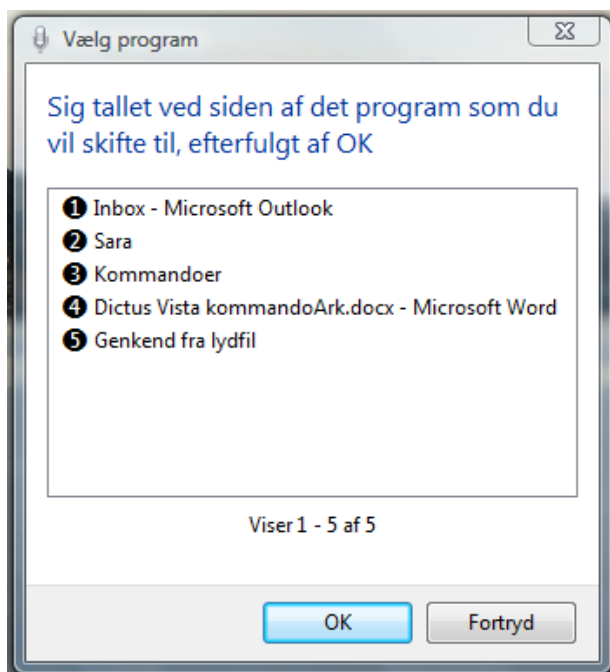 Vælg program
Sig tallet ved siden af det program som du
vil skifte til, efterfulgt af OK
❶ Inbox - Microsoft Outlook
❷ Sara
❸ Kommandoer
❹ Dictus Vista kommandoArk.docx - Microsoft Word
❺ Genkend fra lydfil
Viser 1 - 5 af 5
OK Fortryd